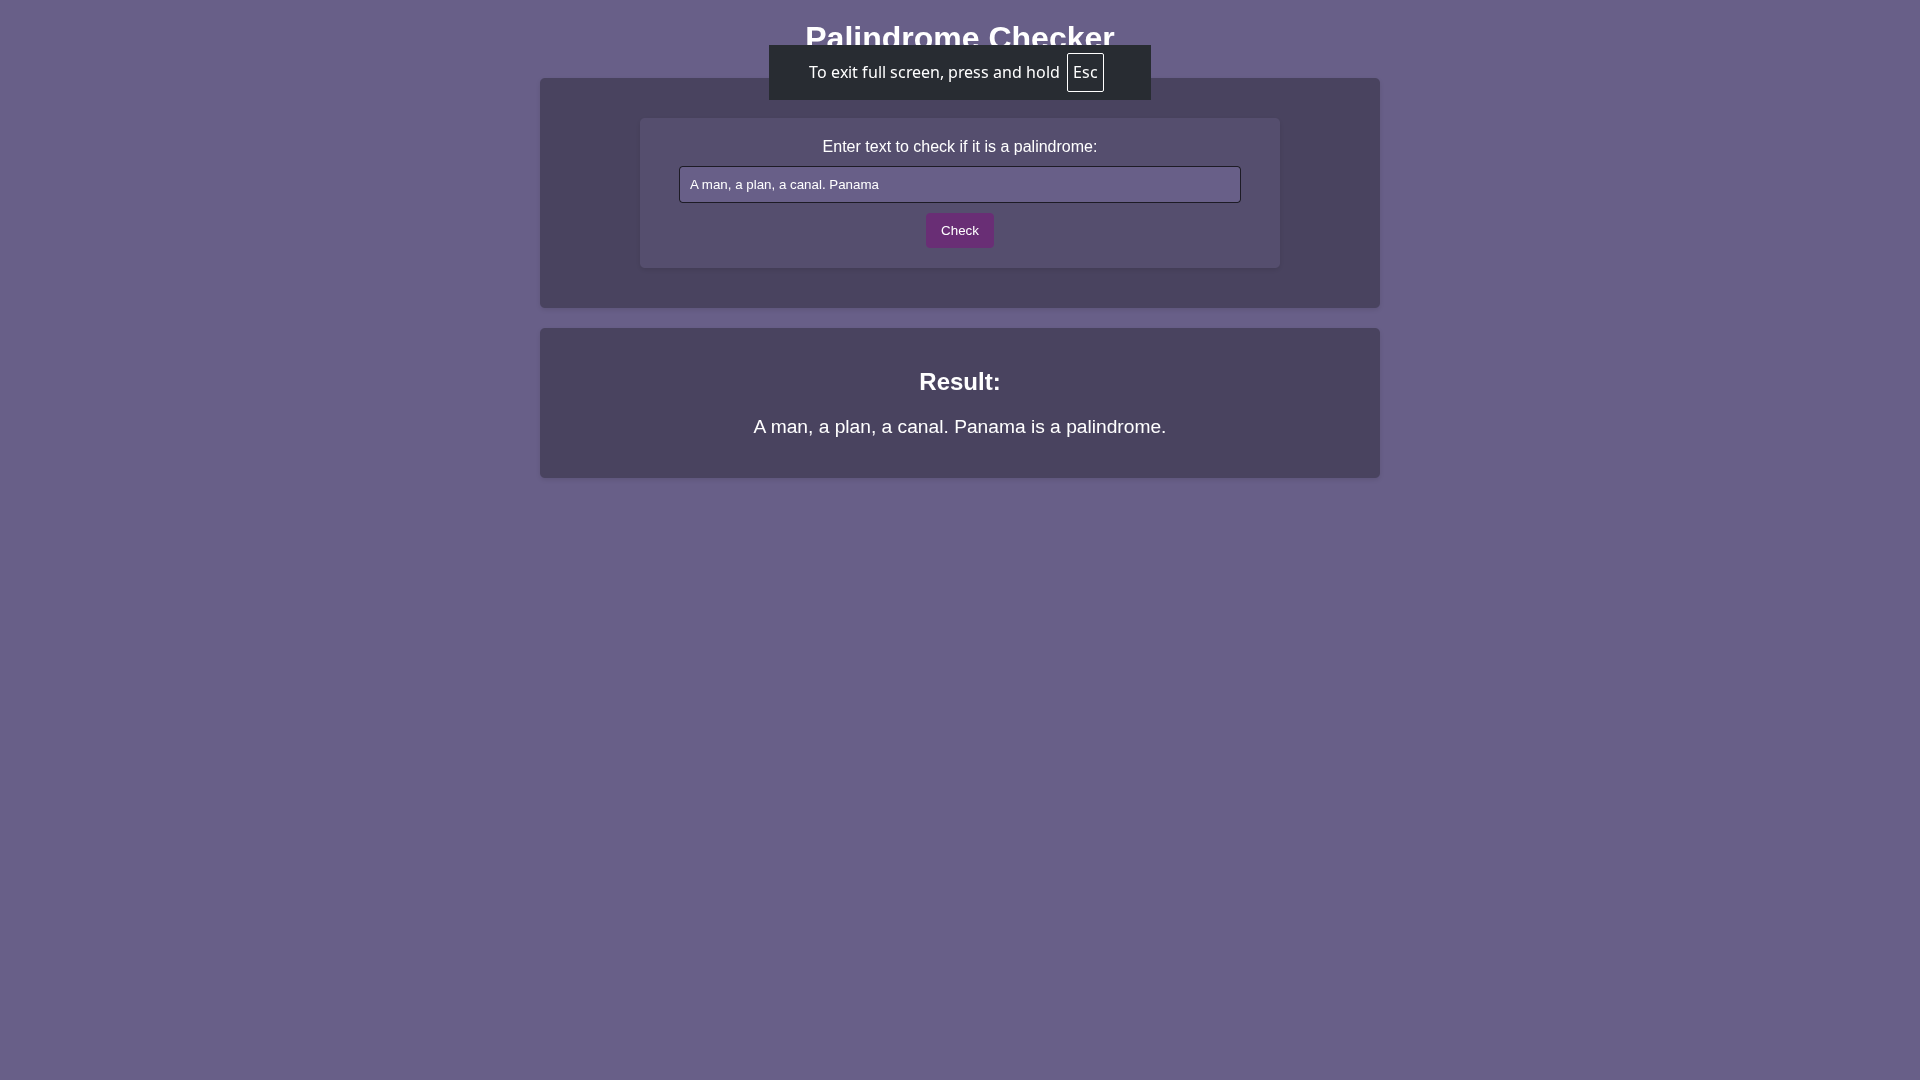 Palindrome Checker
To exit full screen, press and hold Esc
Enter text to check if it is a palindrome:
A man, a plan, a canal. Panama
Check
Result:
A man, a plan, a canal. Panama is a palindrome.